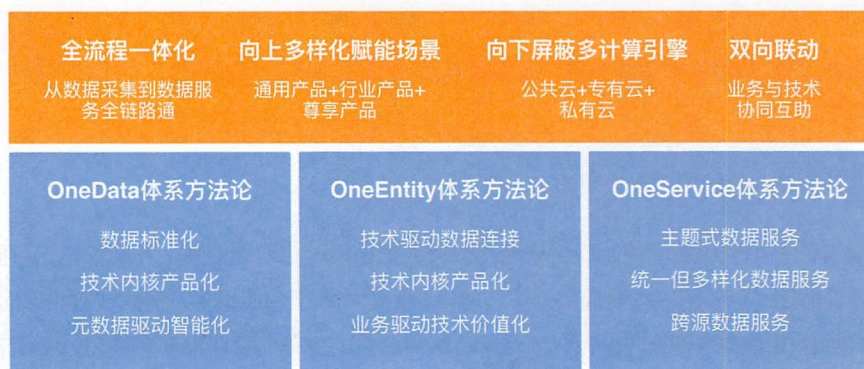 全流程一体化
从数据采集到数据服
务全链路通
向上多样化赋能场景
通用产品+行业产品+
尊享产品
向下屏蔽多计算引擎
公共云+专有云+
私有云
双向联动
业务与技术
协同互助
OneData体系方法论
数据标准化
技术内核产品化
元数据驱动智能化
OneEntity体系方法论
技术驱动数据连接
技术内核产品化
业务驱动技术价值化
OneService体系方法论
主题式数据服务
统一但多样化数据服务
跨源数据服务